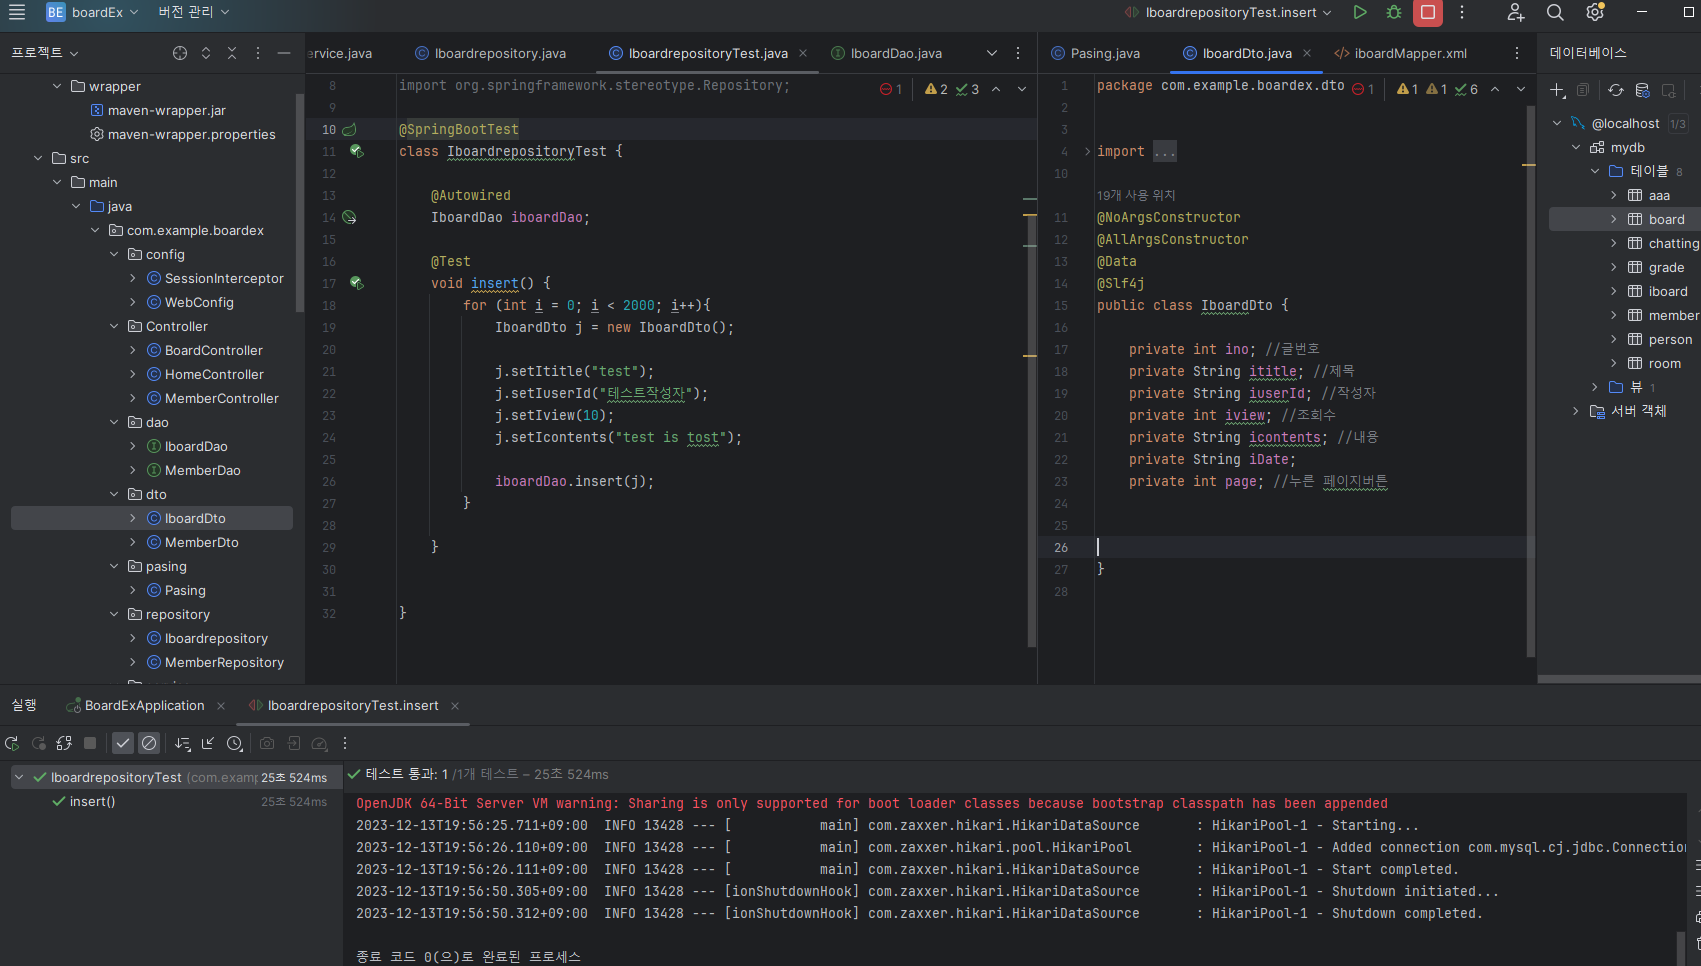 BE boardEx 버전 관리 IboardrepositoryTest.insert
프로젝트
wrapper
maven-wrapper.jar
maven-wrapper.properties
src
main
java
com.example.boardex
config
SessionInterceptor
WebConfig
Controller
BoardController
HomeController
MemberController
dao
IboardDao
MemberDao
dto
IboardDto
MemberDto
pasing
Pasing
repository
Iboardrepository
MemberRepository
ervice.java Iboardrepository.java IboardrepositoryTest.java IboardDao.java
1 2 3
8 import org.springframework.stereotype.Repository;
9
10 @SpringBootTest
11 class IboardrepositoryTest {
12
13 @Autowired
14 IboardDao iboardDao;
15
16 @Test
17 void insert() {
18 for (int i = 0; i < 2000; i++){
19 IboardDto j = new IboardDto();
20
21 j.setItitle("test");
22 j.setIuserId("테스트작성자");
23 j.setIview(10);
24 j.setIcontents("test is tost");
25
26 iboardDao.insert(j);
27 }
28
29 }
30
31
32 }
Pasing.java IboardDto.java iboardMapper.xml
1 1 1 6
1 package com.example.boardex.dto
2
3
4 import ...
10
19개 사용 위치
11 @NoArgsConstructor
12 @AllArgsConstructor
13 @Data
14 @Slf4j
15 public class IboardDto {
16
17 private int ino; //글번호
18 private String ititle; //제목
19 private String iuserId; //작성자
20 private int iview; //조회수
21 private String icontents; //내용
22 private String iDate;
23 private int page; //누른 페이지버튼
24
25
26
27 }
28
데이터베이스
@localhost 1/3
mydb
테이블 8
aaa
board
chatting
grade
iboard
member
person
room
뷰 1
서버 객체
실행 BoardExApplication IboardrepositoryTest.insert
IboardrepositoryTest (com.examp 25초 524ms
insert() 25초 524ms
테스트 통과: 1 /1개 테스트 – 25초 524ms
OpenJDK 64-Bit Server VM warning: Sharing is only supported for boot loader classes because bootstrap classpath has been appended
2023-12-13T19:56:25.711+09:00 INFO 13428 --- [ main] com.zaxxer.hikari.HikariDataSource : HikariPool-1 - Starting...
2023-12-13T19:56:26.110+09:00 INFO 13428 --- [ main] com.zaxxer.hikari.pool.HikariPool : HikariPool-1 - Added connection com.mysql.cj.jdbc.Connection
2023-12-13T19:56:26.111+09:00 INFO 13428 --- [ main] com.zaxxer.hikari.HikariDataSource : HikariPool-1 - Start completed.
2023-12-13T19:56:50.305+09:00 INFO 13428 --- [ionShutdownHook] com.zaxxer.hikari.HikariDataSource : HikariPool-1 - Shutdown initiated...
2023-12-13T19:56:50.312+09:00 INFO 13428 --- [ionShutdownHook] com.zaxxer.hikari.HikariDataSource : HikariPool-1 - Shutdown completed.
종료 코드 0(으)로 완료된 프로세스